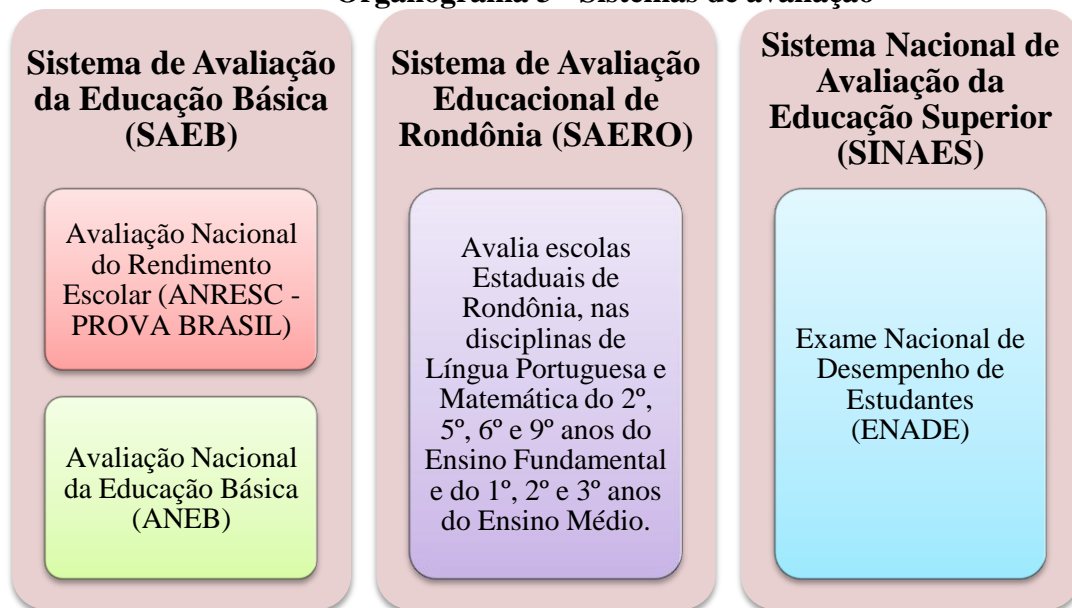 Organograma 3 - Sistemas de avaliação
Sistema de Avaliação
da Educação Básica
(SAEB)
Avaliação Nacional
do Rendimento
Escolar (ANRESC -
PROVA BRASIL)
Avaliação Nacional
da Educação Básica
(ANEB)
Sistema de Avaliação
Educacional de
Rondônia (SAERO)
Avalia escolas
Estaduais de
Rondônia, nas
disciplinas de
Língua Portuguesa e
Matemática do 2º,
5º, 6º e 9º anos do
Ensino Fundamental
e do 1º, 2º e 3º anos
do Ensino Médio.
Sistema Nacional de
Avaliação da
Educação Superior
(SINAES)
Exame Nacional de
Desempenho de
Estudantes
(ENADE)